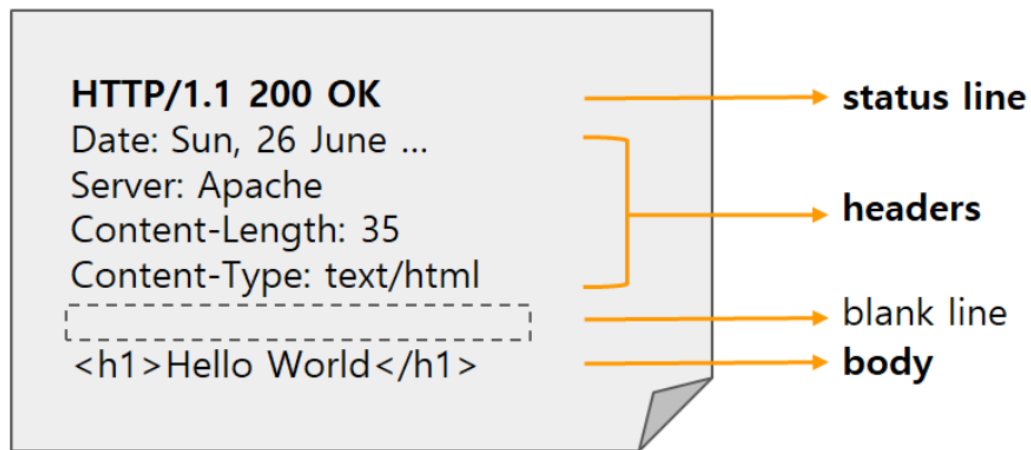 HTTP/1.1 200 OK
Date: Sun, 26 June ...
Server: Apache
Content-Length: 35
Content-Type: text/html
<h1>Hello World</h1>
status line
headers
blank line
body